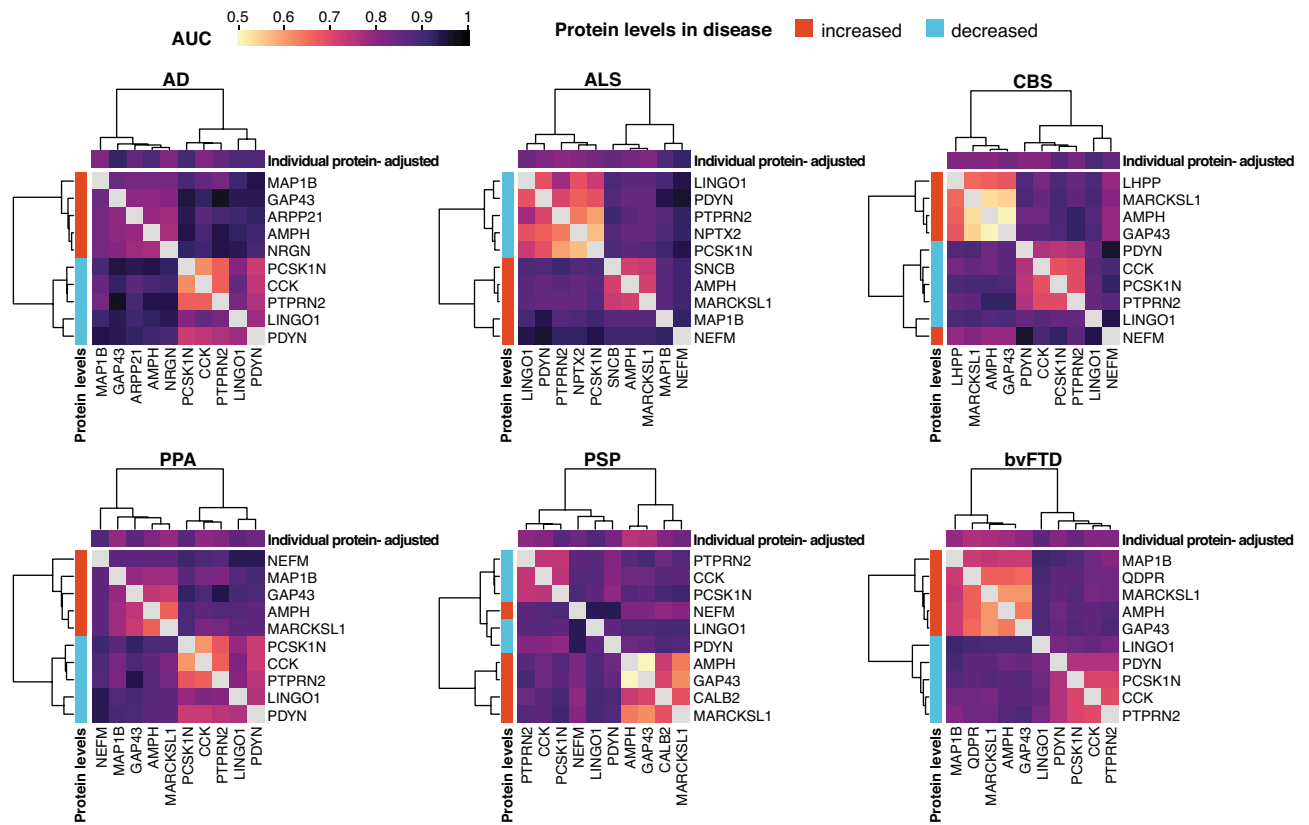 AUC
0.5 0.6 0.7 0.8 0.9 1
Protein levels in disease increased decreased
AD
Individual protein- adjusted
MAP1B
GAP43
ARPP21
AMPH
NRGN
PCSK1N
CCK
PTPRN2
LINGO1
PDYN
Protein levels
MAP1B
GAP43
ARPP21
AMPH
NRGN
PCSK1N
CCK
PTPRN2
LINGO1
PDYN
ALS
Individual protein- adjusted
LINGO1
PDYN
PTPRN2
NPTX2
PCSK1N
SNCB
AMPH
MARCKSL1
MAP1B
NEFM
Protein levels
LINGO1
PDYN
PTPRN2
NPTX2
PCSK1N
SNCB
AMPH
MARCKSL1
MAP1B
NEFM
CBS
Individual protein- adjusted
LHPP
MARCKSL1
AMPH
GAP43
PDYN
CCK
PCSK1N
PTPRN2
LINGO1
NEFM
Protein levels
LHPP
MARCKSL1
AMPH
GAP43
PDYN
CCK
PCSK1N
PTPRN2
LINGO1
NEFM
PPA
Individual protein- adjusted
NEFM
MAP1B
GAP43
AMPH
MARCKSL1
PCSK1N
CCK
PTPRN2
LINGO1
PDYN
Protein levels
NEFM
MAP1B
GAP43
AMPH
MARCKSL1
PCSK1N
CCK
PTPRN2
LINGO1
PDYN
PSP
Individual protein- adjusted
PTPRN2
CCK
PCSK1N
NEFM
LINGO1
PDYN
AMPH
GAP43
CALB2
MARCKSL1
Protein levels
PTPRN2
CCK
PCSK1N
NEFM
LINGO1
PDYN
AMPH
GAP43
CALB2
MARCKSL1
bvFTD
Individual protein- adjusted
MAP1B
QDPR
MARCKSL1
AMPH
GAP43
LINGO1
PDYN
PCSK1N
CCK
PTPRN2
Protein levels
MAP1B
QDPR
MARCKSL1
AMPH
GAP43
LINGO1
PDYN
PCSK1N
CCK
PTPRN2